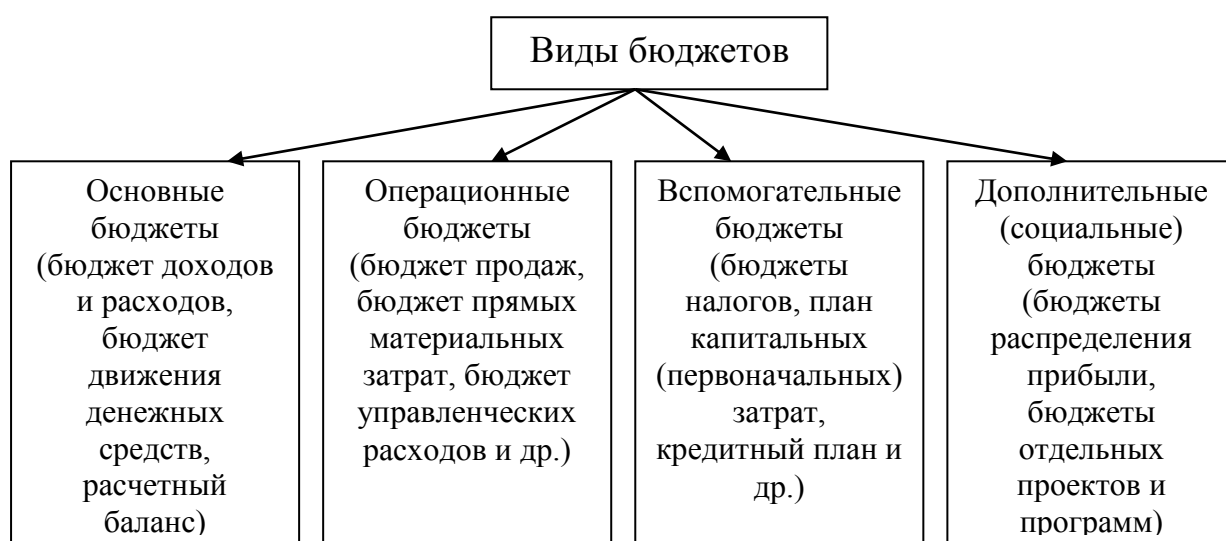 Виды бюджетов
Основные
бюджеты
(бюджет доходов
и расходов,
бюджет
движения
денежных
средств,
расчетный
баланс)
Операционные
бюджеты
(бюджет продаж,
бюджет прямых
материальных
затрат, бюджет
управленческих
расходов и др.)
Вспомогательные
бюджеты
(бюджеты
налогов, план
капитальных
(первоначальных)
затрат,
кредитный план и
др.)
Дополнительные
(социальные)
бюджеты
(бюджеты
распределения
прибыли,
бюджеты
отдельных
проектов и
программ)